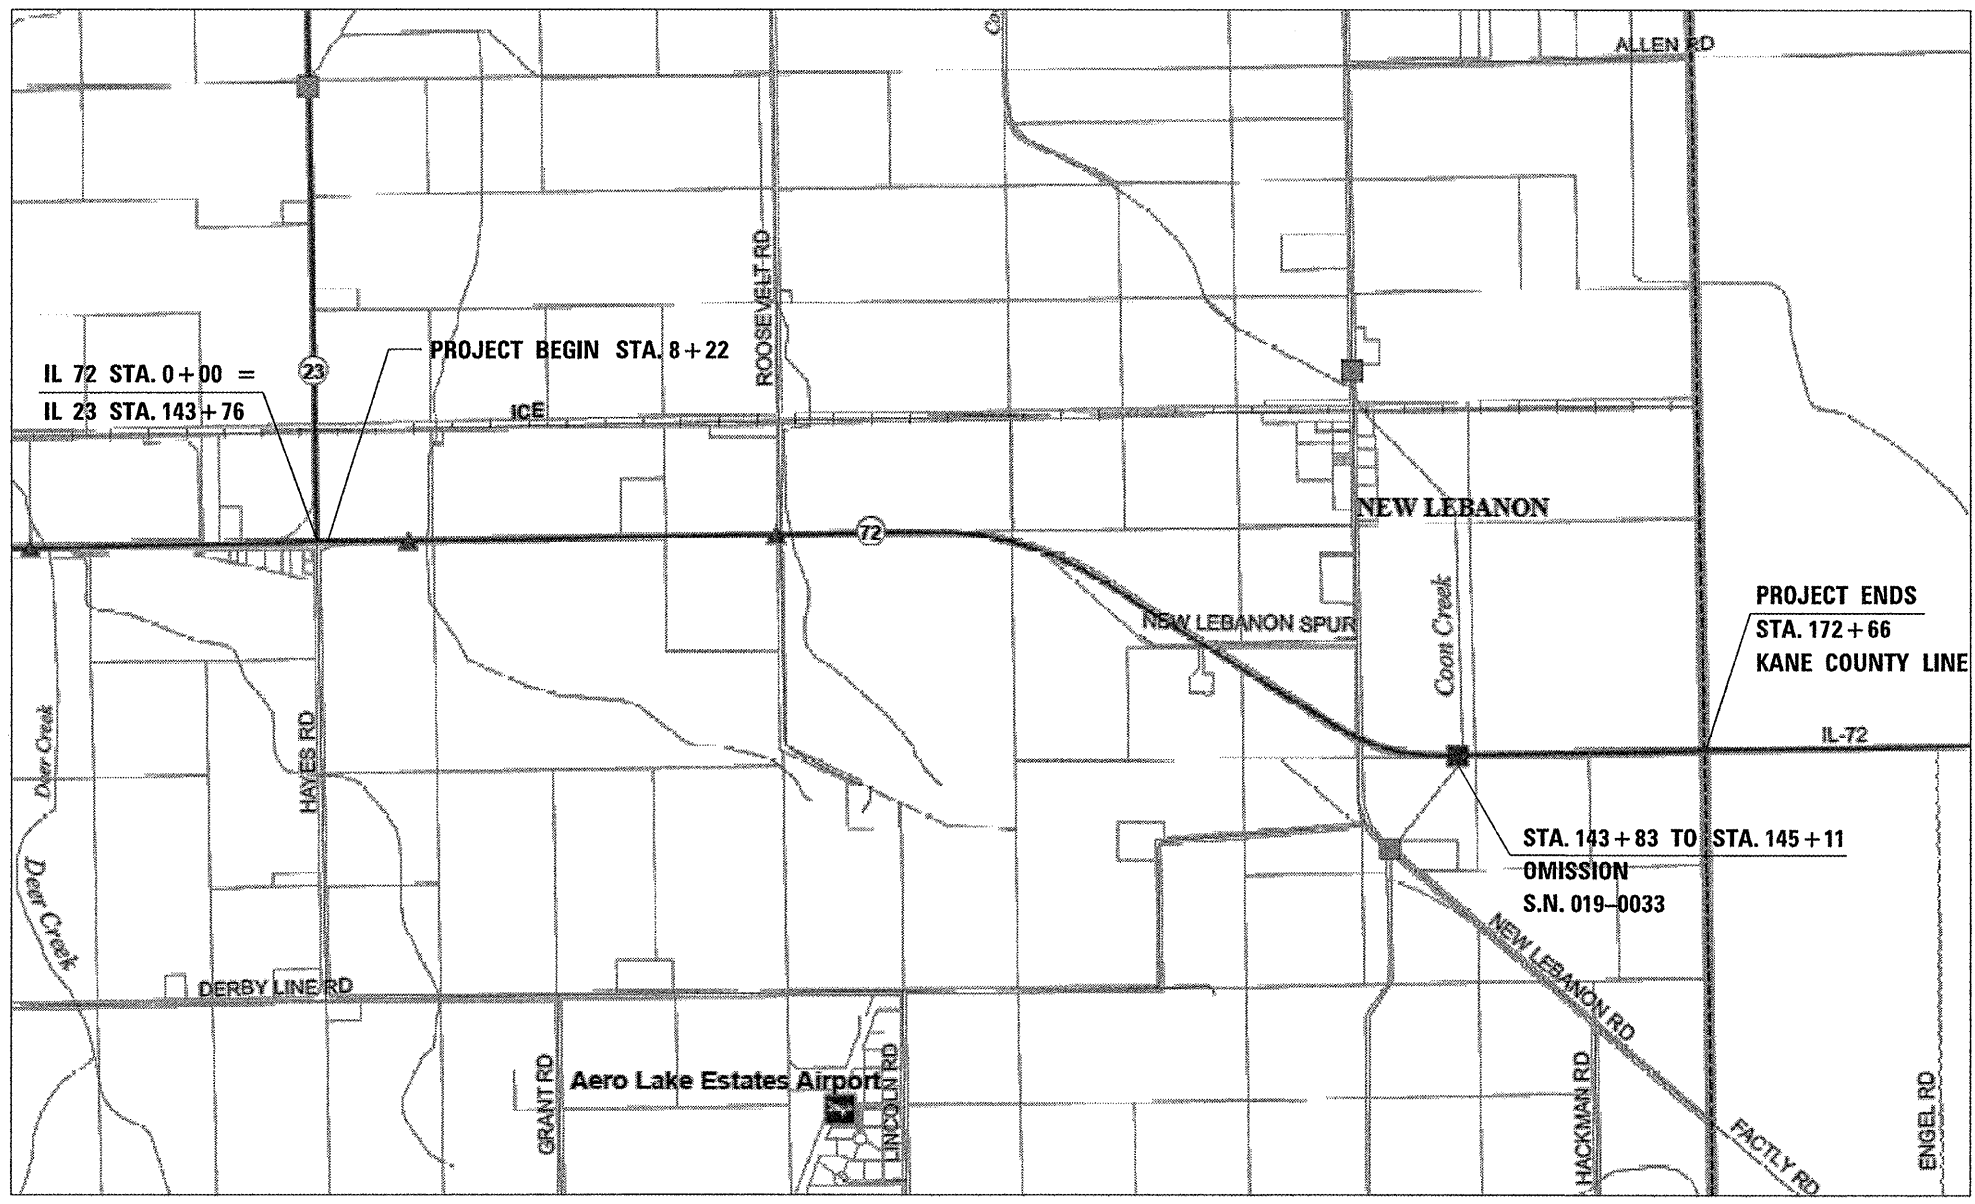 Co
ALLEN RD
ROOSEVELT RD
PROJECT BEGIN STA. 8+22
IL 72 STA. 0+00 =
IL 23 STA. 143+76
23
ICE
72
NEW LEBANON
Coon Creek
NEW LEBANON SPUR
PROJECT ENDS
STA. 172+66
KANE COUNTY LINE
IL-72
Deer Creek
HAYES RD
Deer Creek
STA. 143+83 TO STA. 145+11
OMISSION
S.N. 019-0033
NEW LEBANON RD
DERBY LINE RD
GRANT RD
Aero Lake Estates Airport
LINCOLN RD
HACKMAN RD
FACTLY RD
ENGEL RD